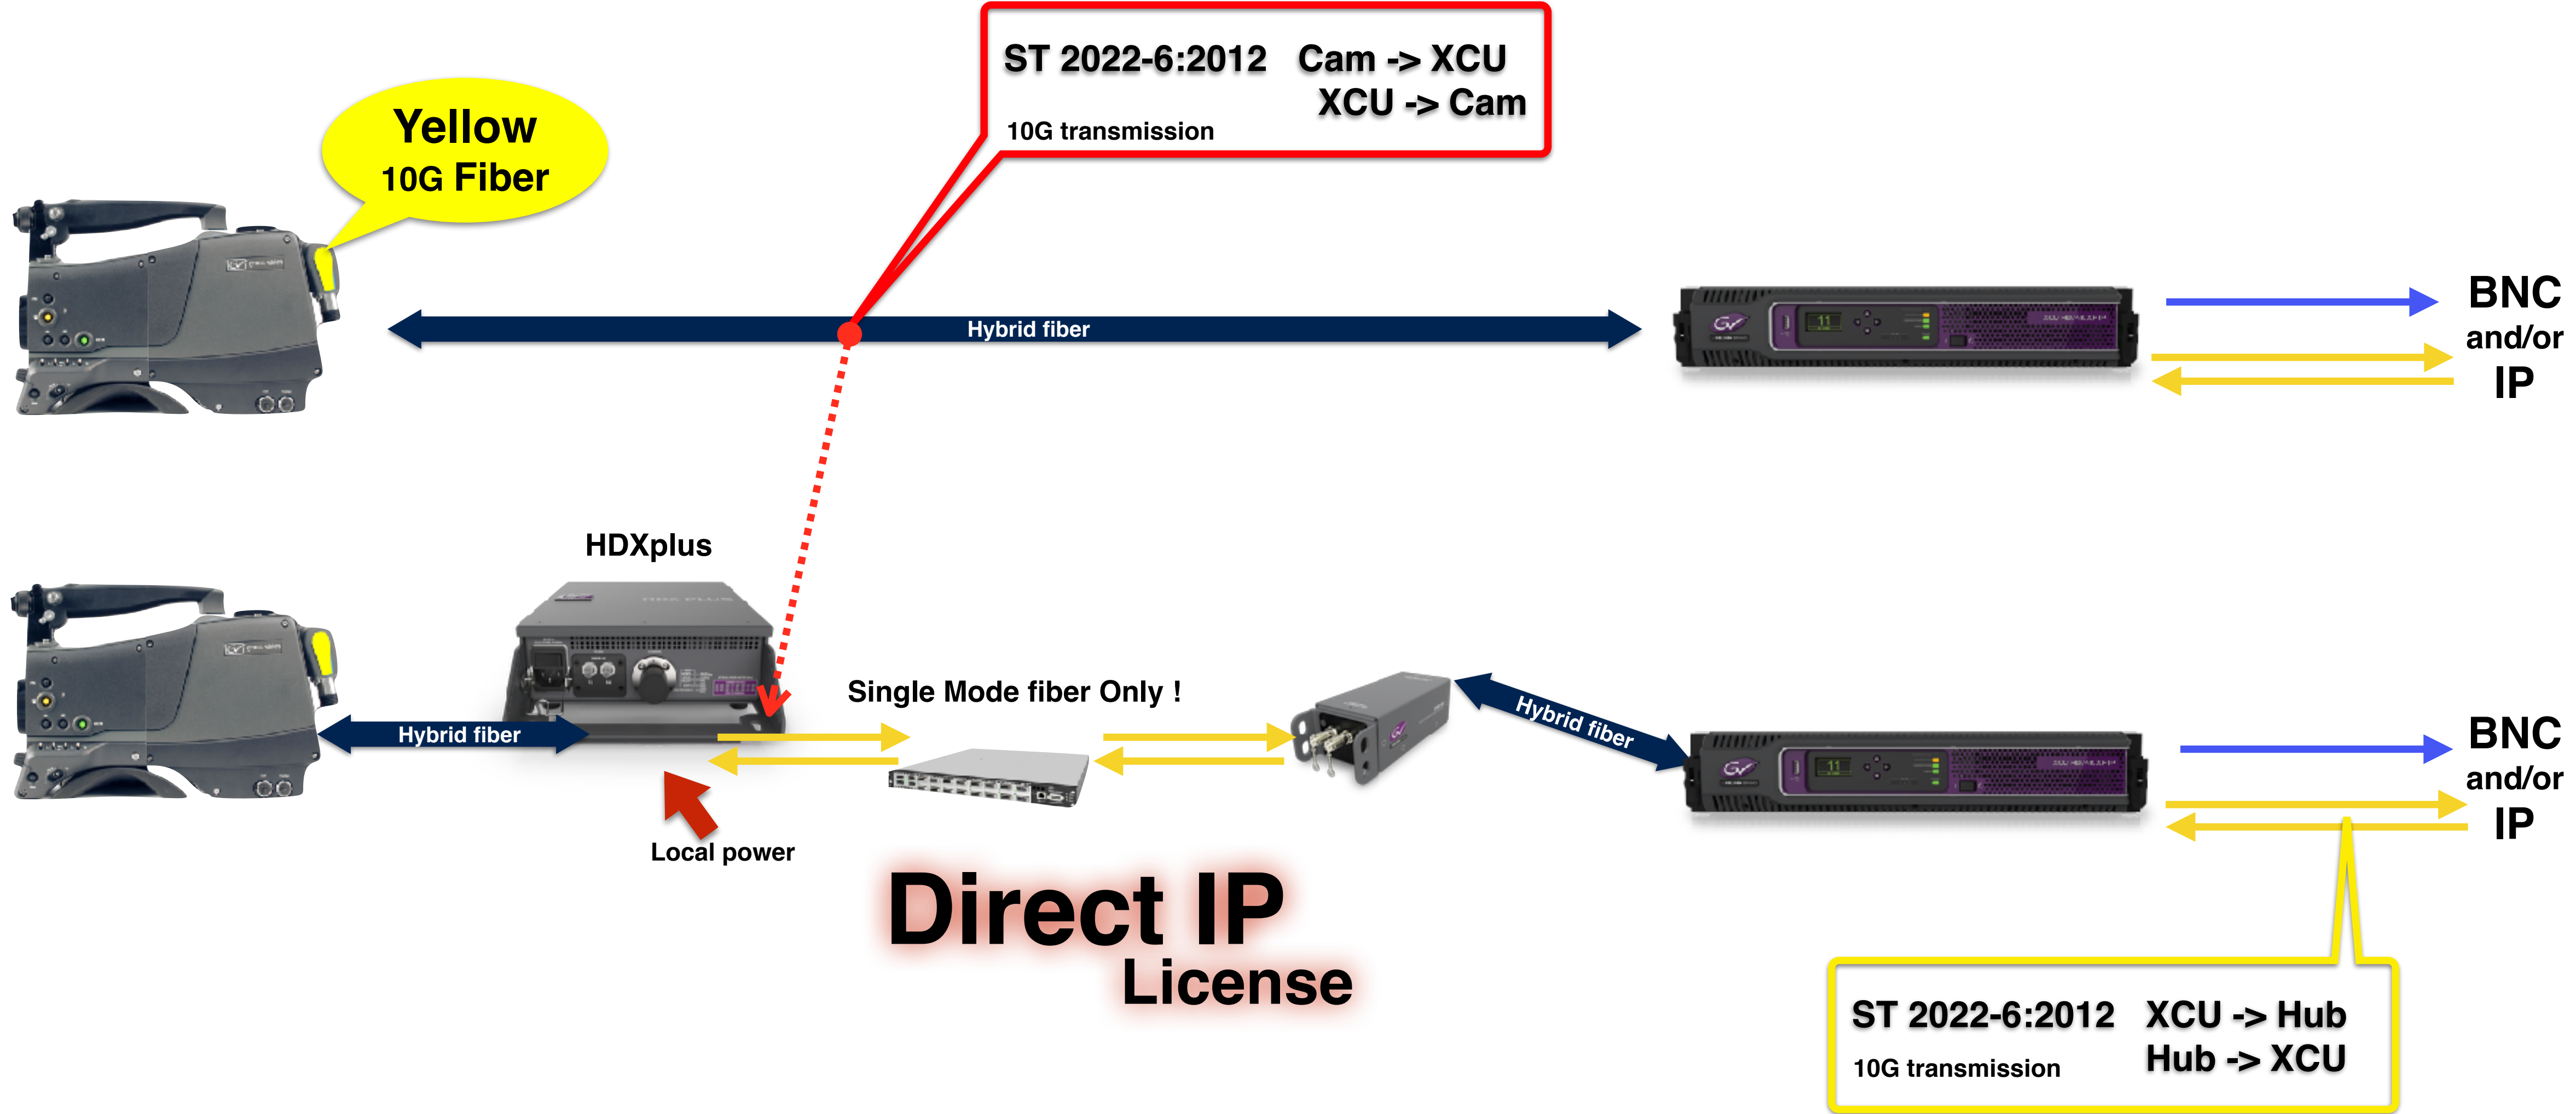 ST 2022-6:2012 Cam -> XCU
XCU -> Cam
10G transmission
Yellow
10G Fiber
Hybrid fiber
BNC
and/or
IP
HDXplus
HDX PLUS
Single Mode fiber Only !
Hybrid fiber
Hybrid fiber
BNC
and/or
IP
Local power
Direct IP
License
ST 2022-6:2012 XCU -> Hub
Hub -> XCU
10G transmission